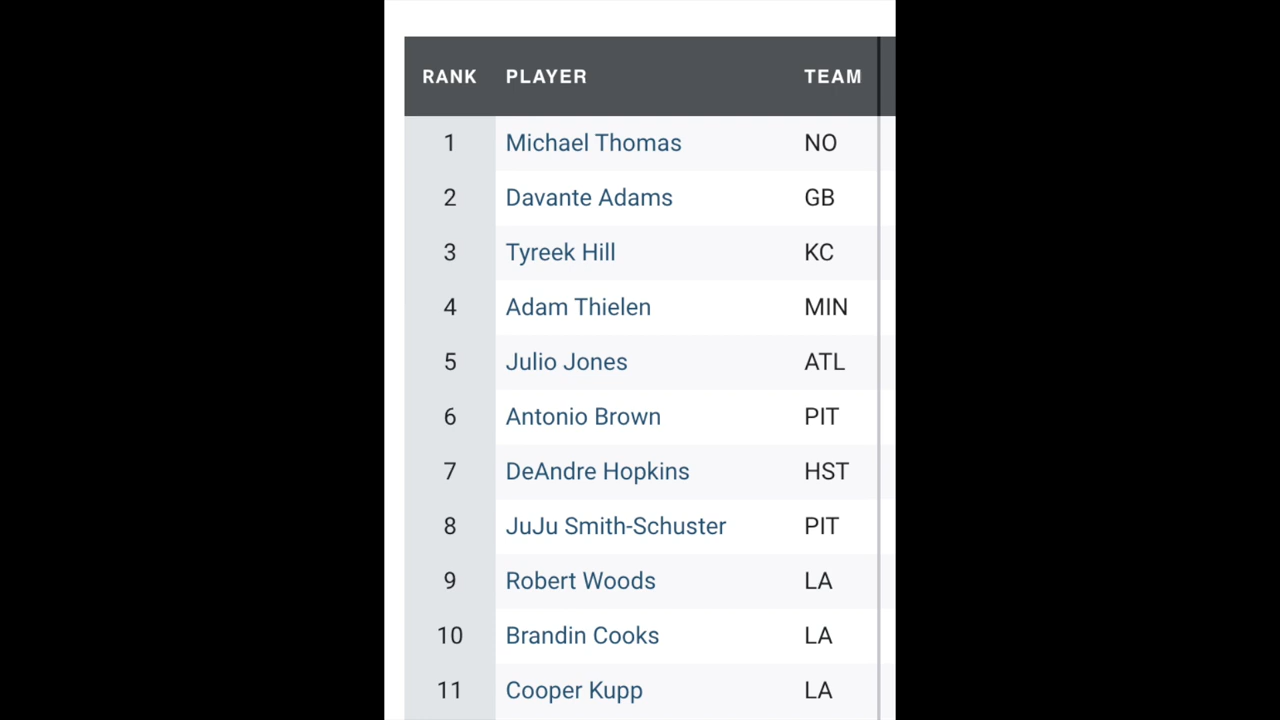 RANK PLAYER TEAM
1 Michael Thomas NO
2 Davante Adams GB
3 Tyreek Hill KC
4 Adam Thielen MIN
5 Julio Jones ATL
6 Antonio Brown PIT
7 DeAndre Hopkins HST
8 JuJu Smith-Schuster PIT
9 Robert Woods LA
10 Brandin Cooks LA
11 Cooper Kupp LA